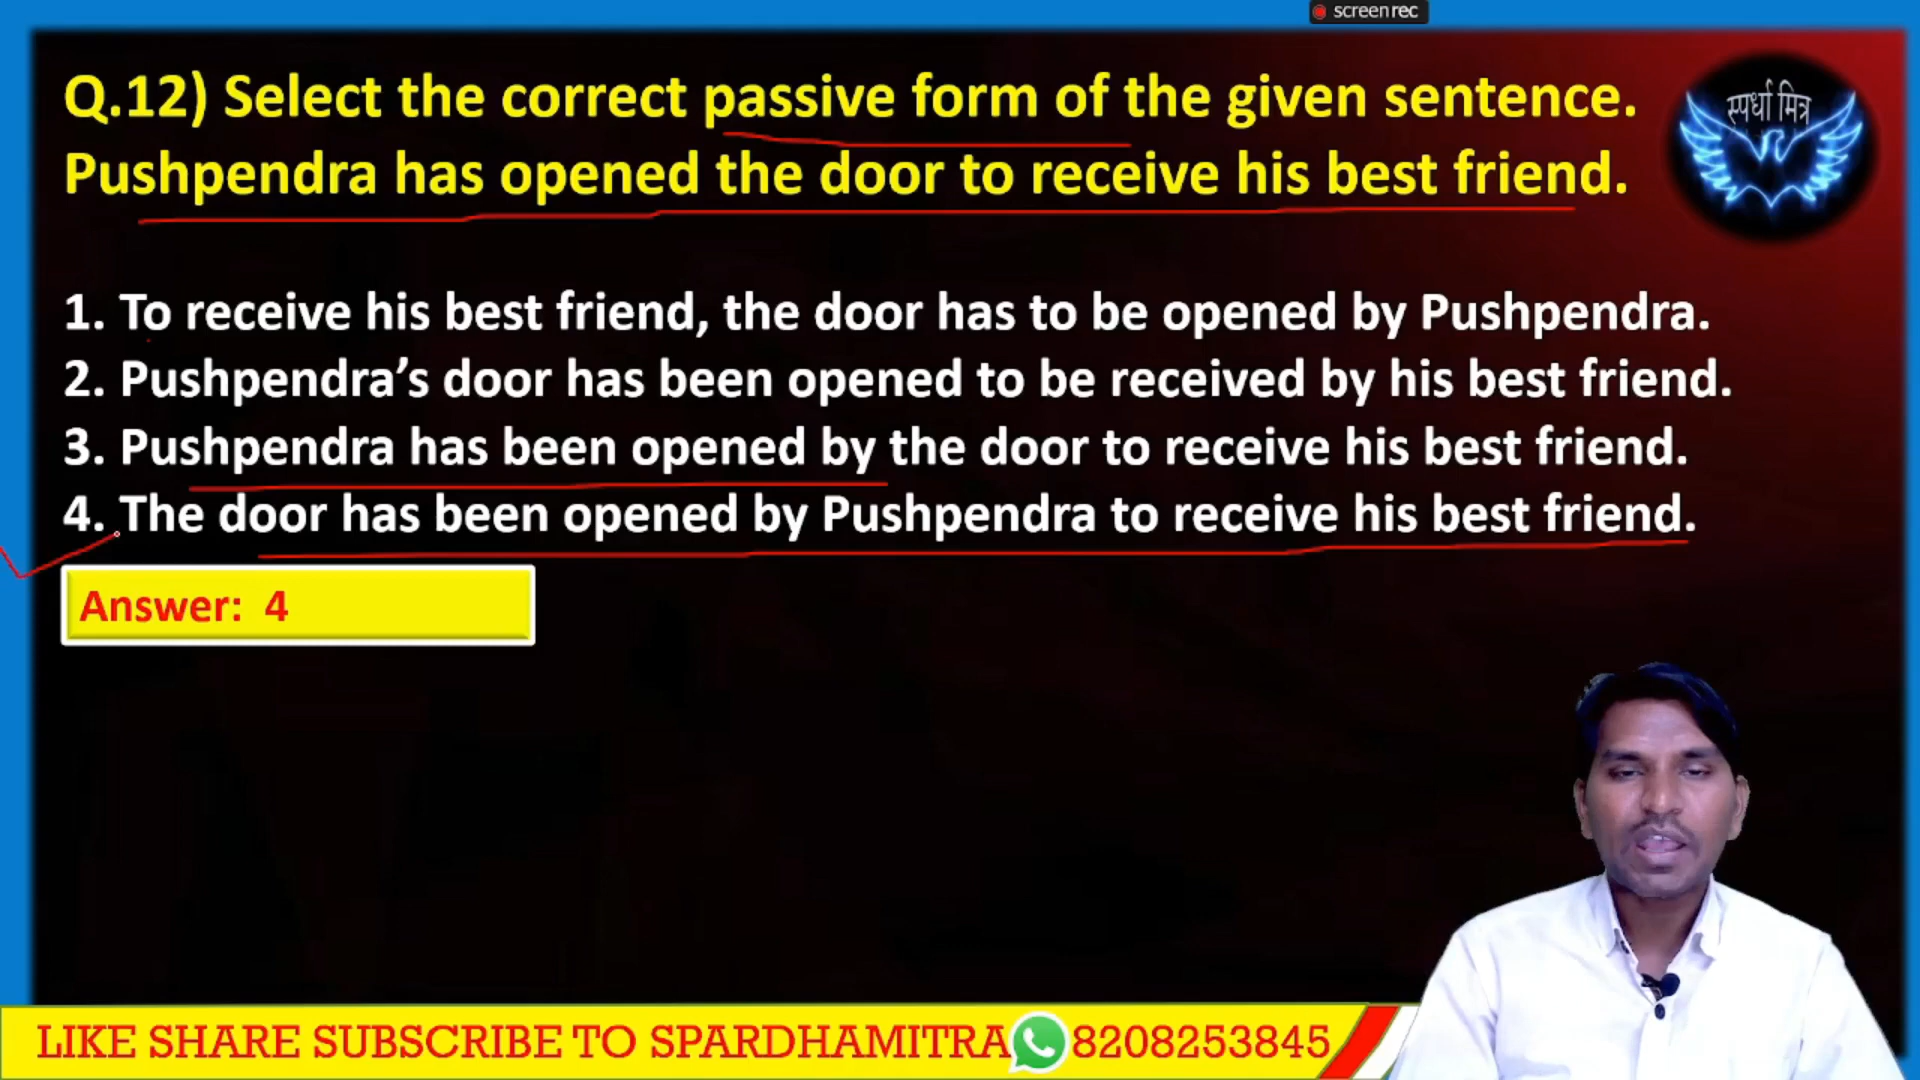 screenrec
Q.12) Select the correct passive form of the given sentence.
स्पर्धा मित्र
Pushpendra has opened the door to receive his best friend.
1. To receive his best friend, the door has to be opened by Pushpendra.
2. Pushpendra’s door has been opened to be received by his best friend.
3. Pushpendra has been opened by the door to receive his best friend.
4. The door has been opened by Pushpendra to receive his best friend.
Answer: 4
LIKE SHARE SUBSCRIBE TO SPARDHAMITRA 8208253845